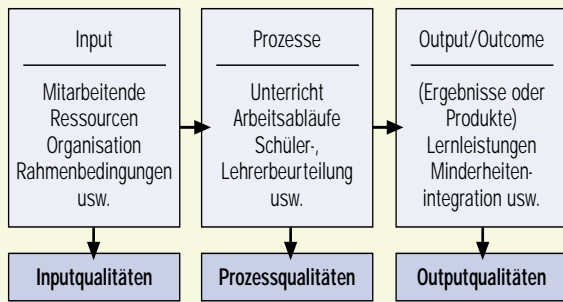 Input
Mitarbeitende
Ressourcen
Organisation
Rahmenbedingungen
usw.
Inputqualitäten
Prozesse
Unterricht
Arbeitsabläufe
Schüler-,
Lehrerbeurteilung
usw.
Prozessqualitäten
Output/Outcome
(Ergebnisse oder
Produkte)
Lernleistungen
Minderheiten-
integration usw.
Outputqualitäten